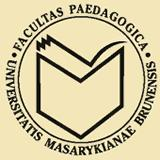 FACULTAS PAEDAGOGICA
UNIVERSITATIS MASARYKIANAE BRUNENSIS